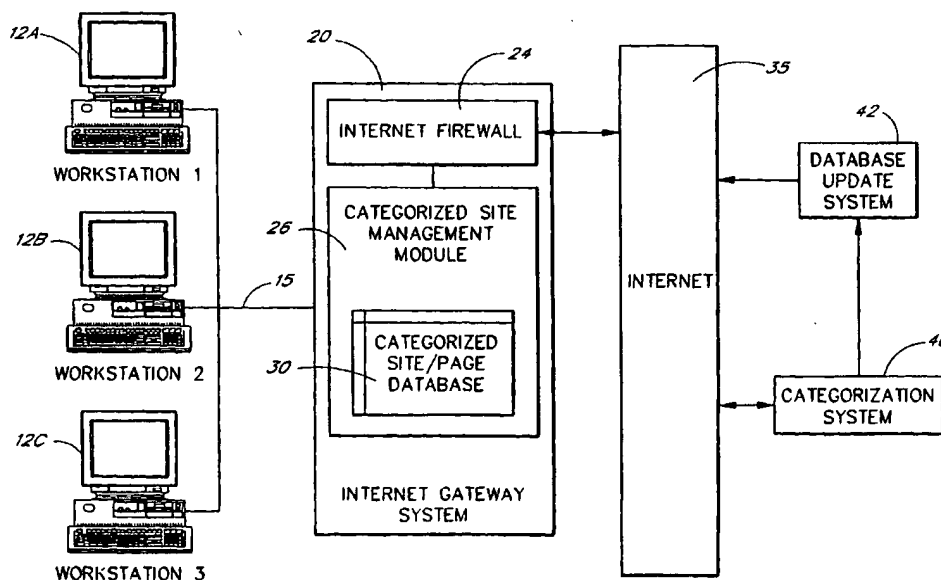 12A
WORKSTATION 1
12B
WORKSTATION 2
12C
WORKSTATION 3
15
20
24
INTERNET FIREWALL
26
CATEGORIZED SITE
MANAGEMENT
MODULE
30
CATEGORIZED
SITE/PAGE
DATABASE
INTERNET GATEWAY
SYSTEM
35
INTERNET
42
DATABASE
UPDATE
SYSTEM
CATEGORIZATION
SYSTEM